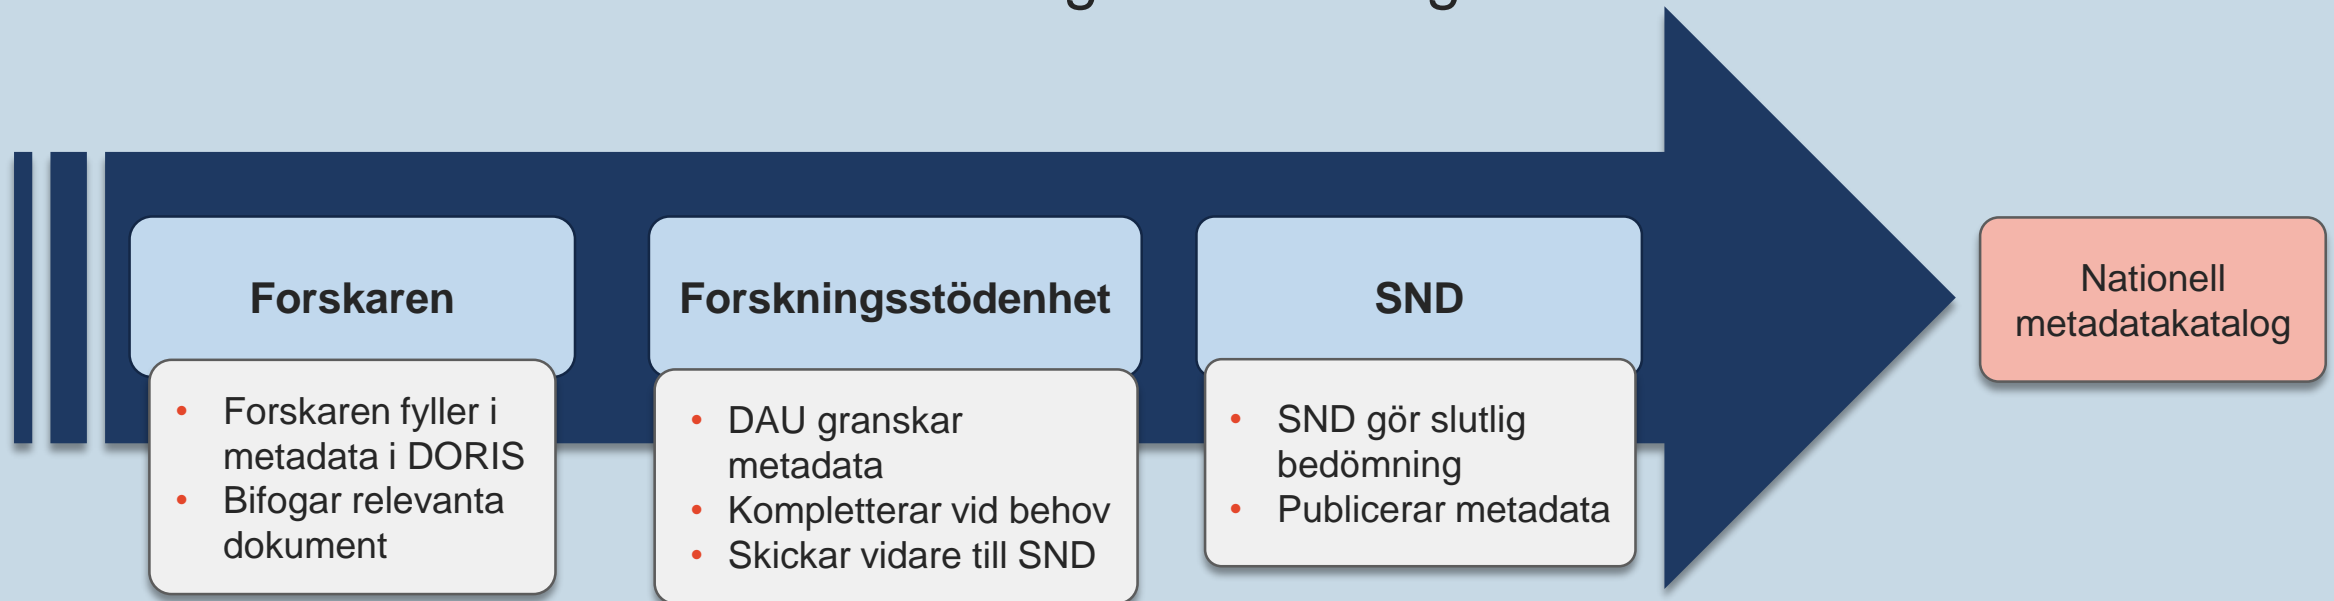 Forskaren
Forskaren fyller i
metadata i DORIS
Bifogar relevanta
dokument
Forskningsstödenhet
DAU granskar
metadata
Kompletterar vid behov
Skickar vidare till SND
SND
SND gör slutlig
bedömning
Publicerar metadata
Nationell
metadatakatalog